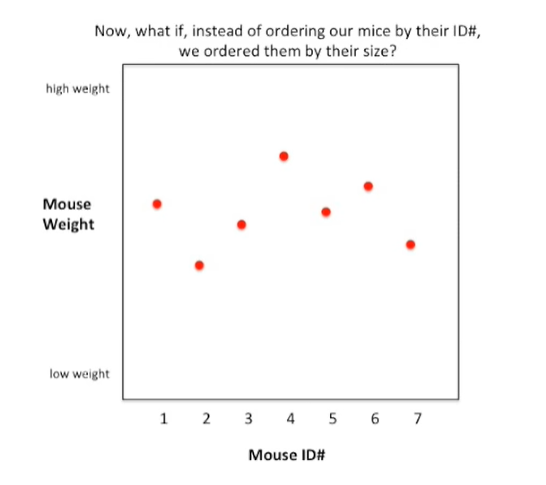 Now, what if, instead of ordering our mice by their ID#,
we ordered them by their size?
high weight
Mouse
Weight
low weight
1 2 3 4 5 6 7
Mouse ID#